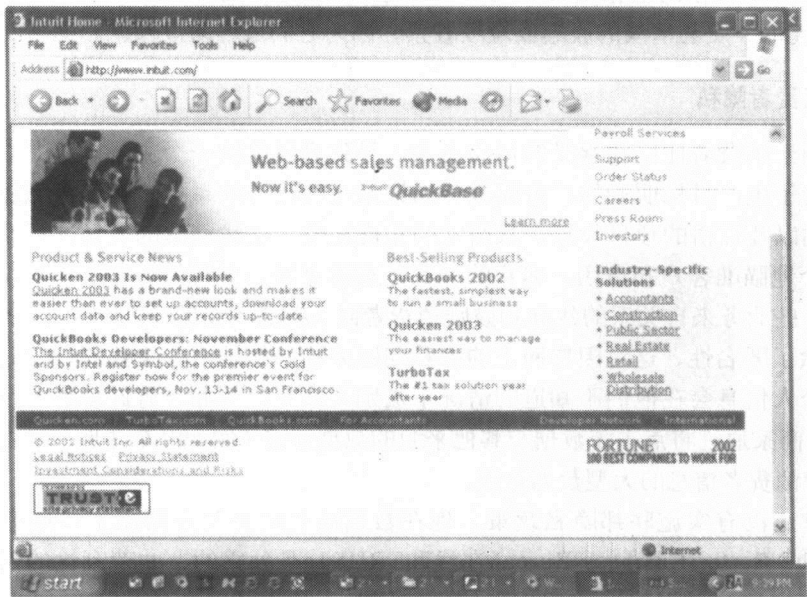 Intuit Home - Microsoft Internet Explorer
File Edit View Favorites Tools Help
Address http://www.intuit.com/ Go
Back Search Favorites Media
Payroll Services
Support
Order Status
Careers
Press Room
Investors
Web-based sales management.
Now it's easy. QuickBase
Learn more
Product & Service News
Quicken 2003 Is Now Available
Quicken 2003 has a brand-new look and makes it
easier than ever to set up accounts, download your
account data and keep your records up-to-date
QuickBooks Developers: November Conference
The Intuit Developer Conference is hosted by Intuit
and by Intel and Symbol, the conference's Gold
Sponsors. Register now for the premier event for
QuickBooks developers, Nov. 13-14 in San Francisco.
Best-Selling Products
QuickBooks 2002
The fastest, simplest way
to run a small business
Quicken 2003
The easiest way to manage
your finances
TurboTax
The #1 tax solution year
after year
Industry-Specific
Solutions
Accountants
Construction
Public Sector
Real Estate
Retail
Wholesale
Distribution
Quicken.com TurboTax.com QuickBooks.com For Accountants International
© 2002 Intuit Inc. All rights reserved.
Legal Notices Privacy Statement
Investment Considerations and Risks
TRUSTe
site privacy statement
FORTUNE 2002
100 BEST COMPANIES TO WORK FOR
Internet
start 9:39 PM